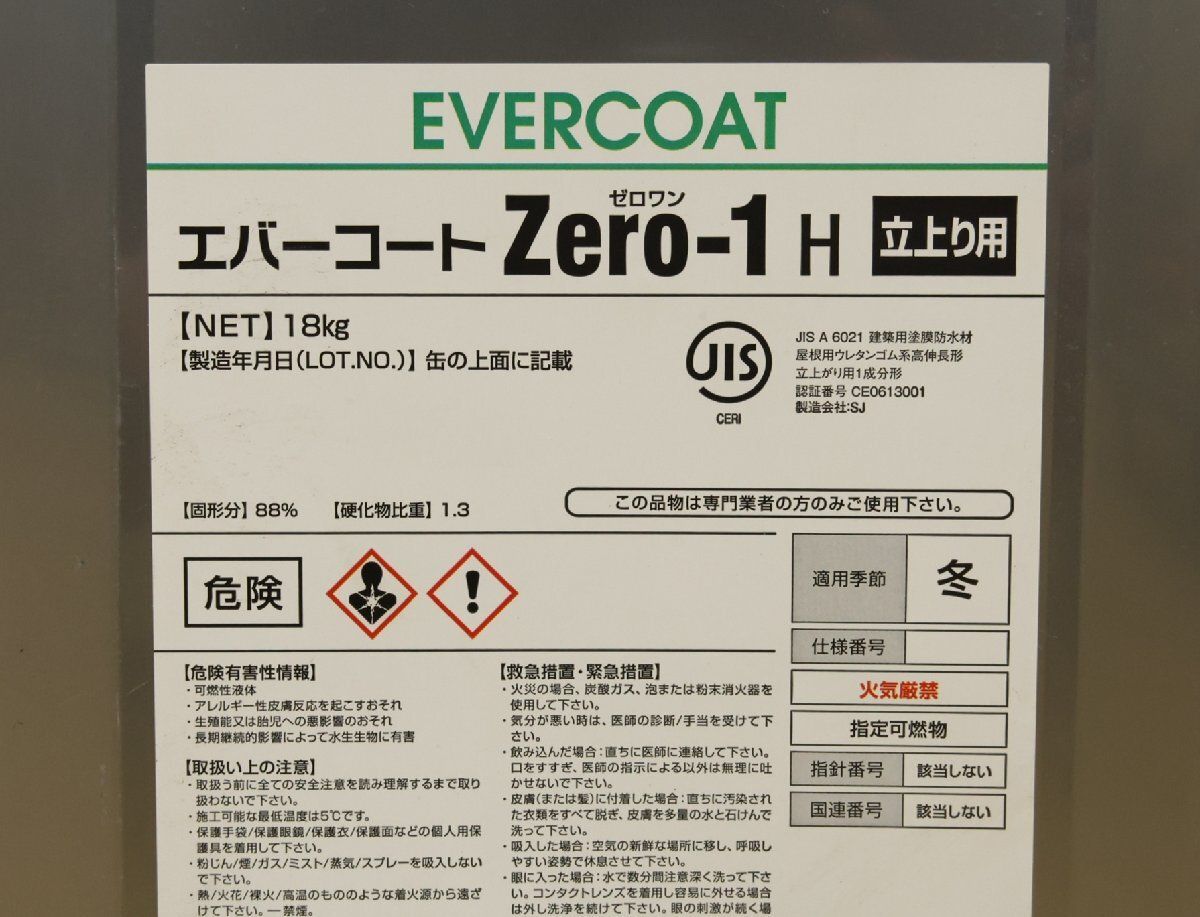 EVERCOAT
ゼロワン
エバーコート Zero-1 H 立上り用
【NET】18kg
【製造年月日(LOT.NO.)】缶の上面に記載
JIS
CERI
JIS A 6021 建築用塗膜防水材
屋根用ウレタンゴム系高伸長形
立上がり用1成分形
認証番号 CE0613001
製造会社:SJ
【固形分】88% 【硬化物比重】1.3
この品物は専門業者の方のみご使用下さい。
危険
適用季節 冬
仕様番号
火気厳禁
指定可燃物
指針番号 該当しない
国連番号 該当しない
【危険有害性情報】
・可燃性液体
・アレルギー性皮膚反応を起こすおそれ
・生殖能又は胎児への悪影響のおそれ
・長期継続的影響によって水生生物に有害
【取扱い上の注意】
・取扱う前に全ての安全注意を読み理解するまで取り
扱わないで下さい。
・施工可能な最低温度は5℃です。
・保護手袋/保護眼鏡/保護衣/保護面などの個人用保
護具を着用して下さい。
・粉じん/煙/ガス/ミスト/蒸気/スプレーを吸入しない
で下さい。
・熱/火花/裸火/高温のもののような着火源から遠ざ
けて下さい。ー禁煙。
【救急措置・緊急措置】
・火災の場合、炭酸ガス、泡または粉末消火器を
使用して下さい。
・気分が悪い時は、医師の診断/手当を受けて下
さい。
・飲み込んだ場合:直ちに医師に連絡して下さい。
口をすすぎ、医師の指示による以外は無理に吐
かせないで下さい。
・皮膚(または髪)に付着した場合:直ちに汚染され
た衣類をすべて脱ぎ、皮膚を多量の水と石けんで
洗って下さい。
・吸入した場合:空気の新鮮な場所に移し、呼吸し
やすい姿勢で休息させて下さい。
・眼に入った場合:水で数分間注意深く洗って下さ
い。コンタクトレンズを着用し容易に外せる場合
は外し洗浄を続けて下さい。眼の刺激が続く場